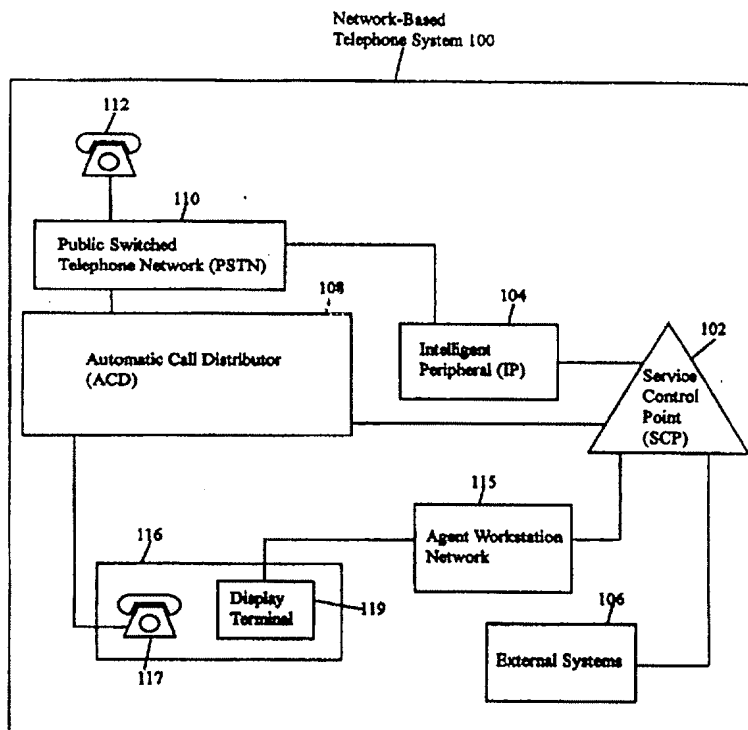 Network-Based
Telephone System 100
112
110
Public Switched
Telephone Network (PSTN)
108
Automatic Call Distributor
(ACD)
104
Intelligent
Peripheral (IP)
102
Service
Control
Point
(SCP)
115
Agent Workstation
Network
116
Display
Terminal
119
117
106
External Systems